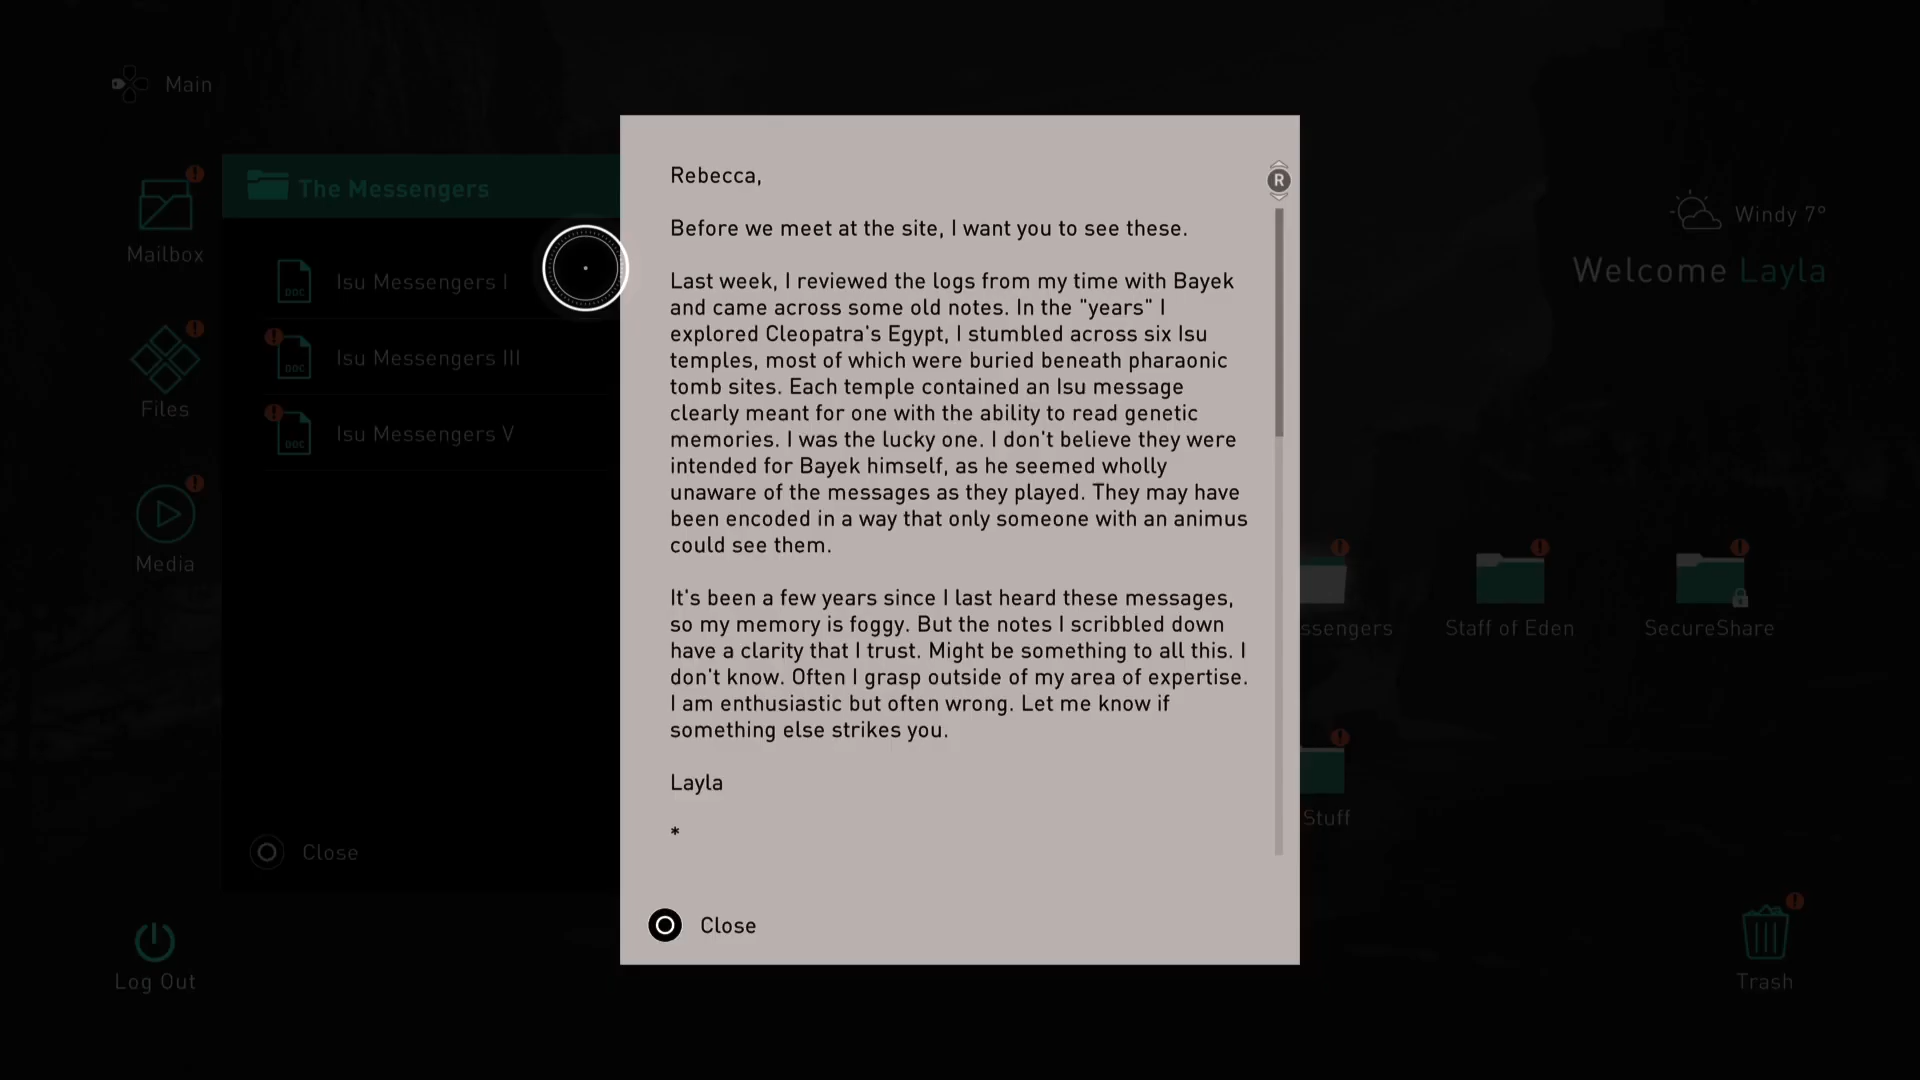 Main
Mailbox
Files
Media
Log Out
The Messengers
DOC Isu Messengers I
DOC Isu Messengers III
DOC Isu Messengers V
Close
Rebecca,
Before we meet at the site, I want you to see these.
Last week, I reviewed the logs from my time with Bayek
and came across some old notes. In the "years" I
explored Cleopatra's Egypt, I stumbled across six Isu
temples, most of which were buried beneath pharaonic
tomb sites. Each temple contained an Isu message
clearly meant for one with the ability to read genetic
memories. I was the lucky one. I don't believe they were
intended for Bayek himself, as he seemed wholly
unaware of the messages as they played. They may have
been encoded in a way that only someone with an animus
could see them.
It's been a few years since I last heard these messages,
so my memory is foggy. But the notes I scribbled down
have a clarity that I trust. Might be something to all this. I
don't know. Often I grasp outside of my area of expertise.
I am enthusiastic but often wrong. Let me know if
something else strikes you.
Layla
*
R
Close
Windy 7°
Welcome Layla
ssengers
Staff of Eden
SecureShare
Stuff
Trash